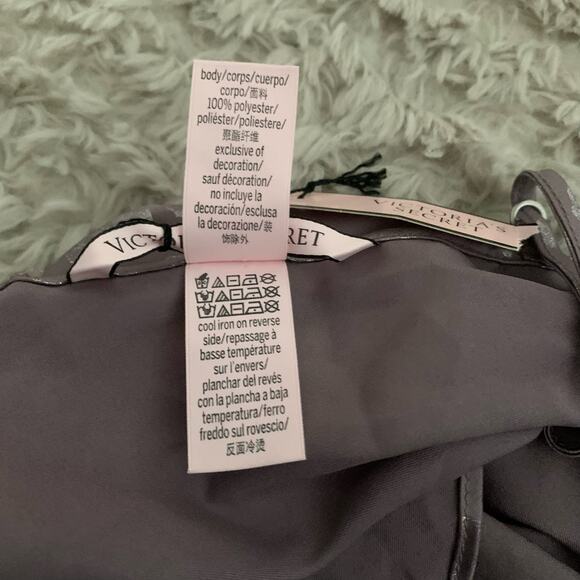 body/corps/cuerpo/
corpo/面料
100% polyester/
poliéster/poliestere/
聚酯纤维
exclusive of
decoration/
sauf décoration/
no incluye la
decoración/esclusa
la decorazione/装
饰除外
VICTORIA'S
SECRET
VICT
RET
cool iron on reverse
side/repassage à
basse température
sur l'envers/
planchar del revés
con la plancha a baja
temperatura/ferro
freddo sul rovescio/
反面冷烫